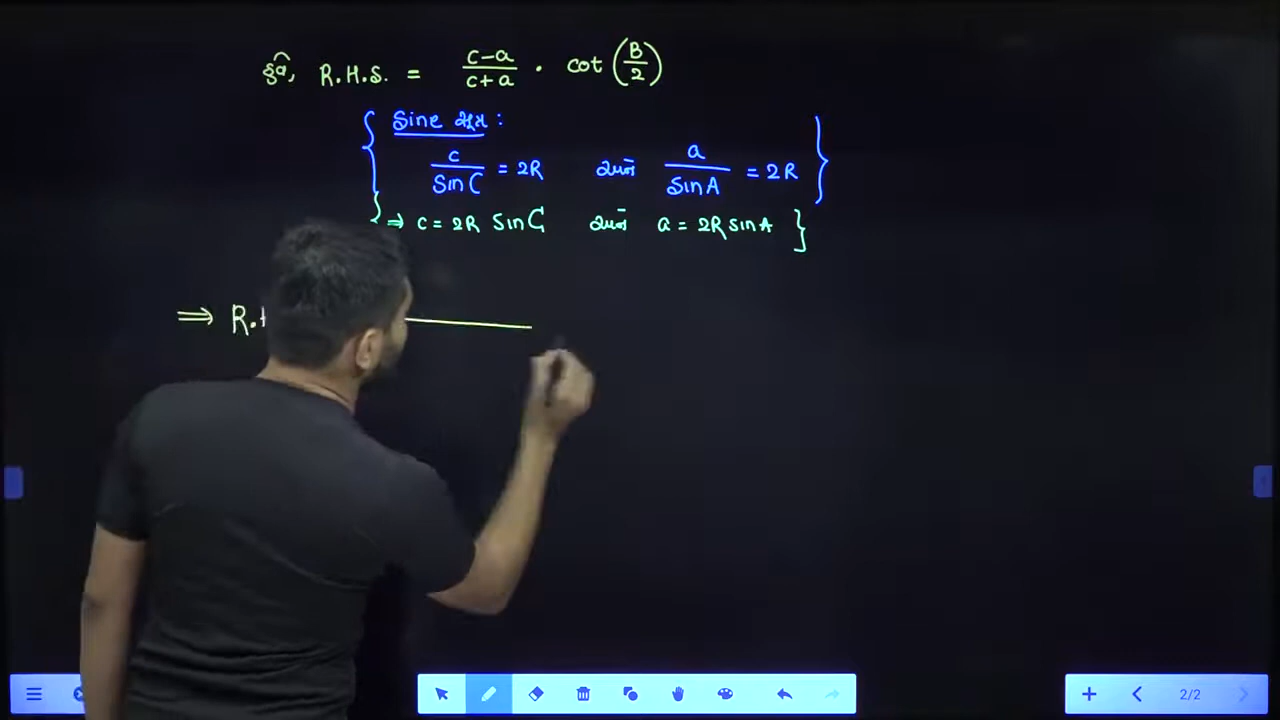 હવે, R.H.S. = c-a/c+a · cot (B/2)
{ Sine સૂત્ર :
c/sin C = 2R અને a/sin A = 2R }
} ⇒ c = 2R sin C અને a = 2R sin A }
⇒ R.
2/2